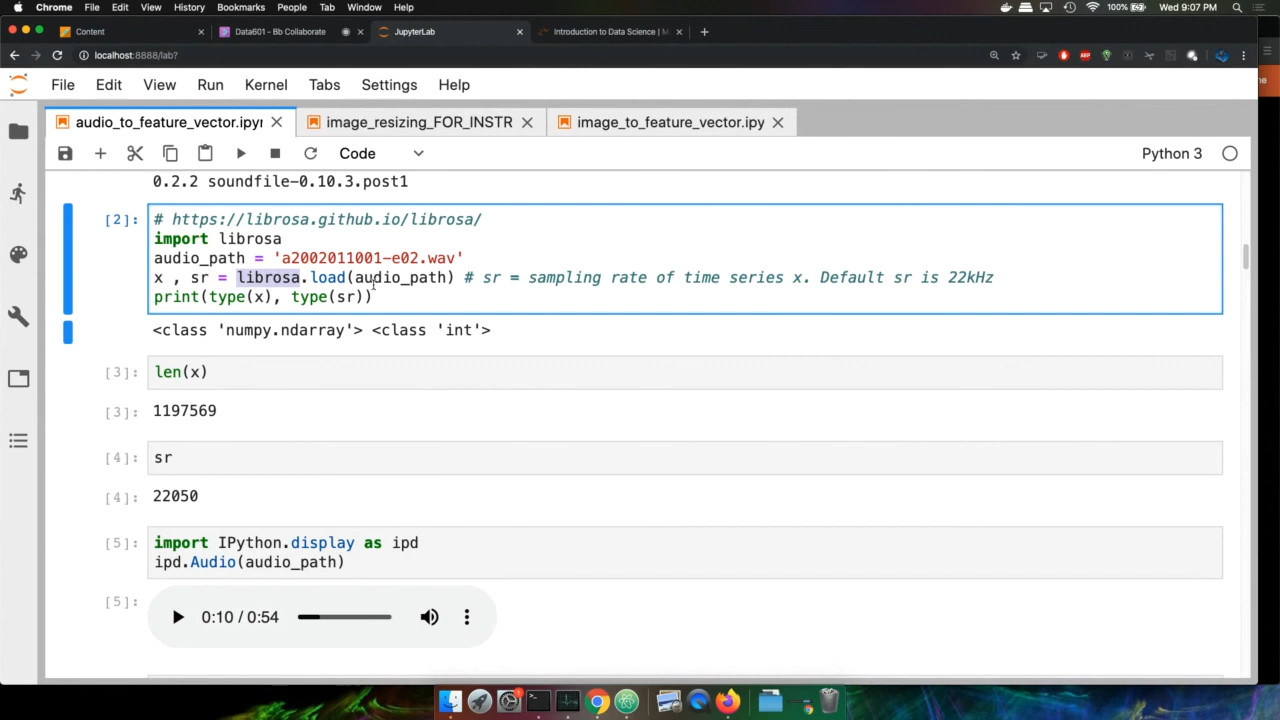 Chrome File Edit View History Bookmarks People Tab Window Help 100% Wed 9:07 PM
Content Data601 - Bb Collaborate JupyterLab Introduction to Data Science | M
localhost:8888/lab?
File Edit View Run Kernel Tabs Settings Help
audio_to_feature_vector.ipyr image_resizing_FOR_INSTR image_to_feature_vector.ipy
Code Python 3
0.2.2 soundfile-0.10.3.post1
[2]: # https://librosa.github.io/librosa/
import librosa
audio_path = 'a2002011001-e02.wav'
x , sr = librosa.load(audio_path) # sr = sampling rate of time series x. Default sr is 22kHz
print(type(x), type(sr))
<class 'numpy.ndarray'> <class 'int'>
[3]: len(x)
[3]: 1197569
[4]: sr
[4]: 22050
[5]: import IPython.display as ipd
ipd.Audio(audio_path)
[5]: 0:10 / 0:54